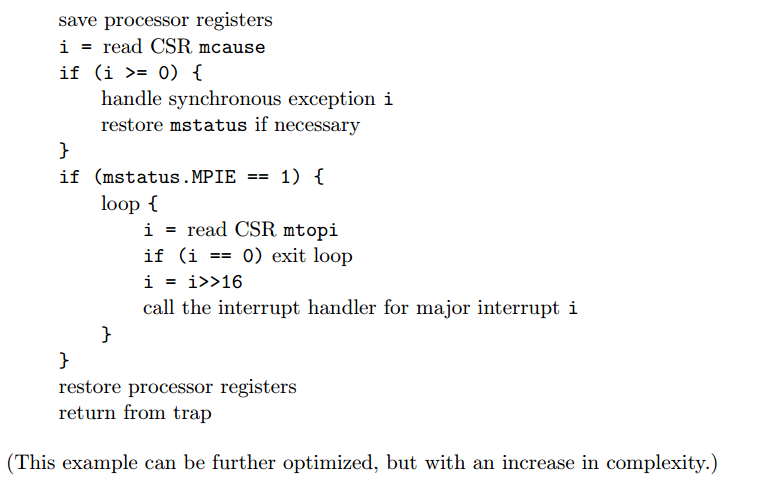 save processor registers
i = read CSR mcause
if (i >= 0) {
handle synchronous exception i
restore mstatus if necessary
}
if (mstatus.MPIE == 1) {
loop {
i = read CSR mtopi
if (i == 0) exit loop
i = i>>16
call the interrupt handler for major interrupt i
}
}
restore processor registers
return from trap
(This example can be further optimized, but with an increase in complexity.)